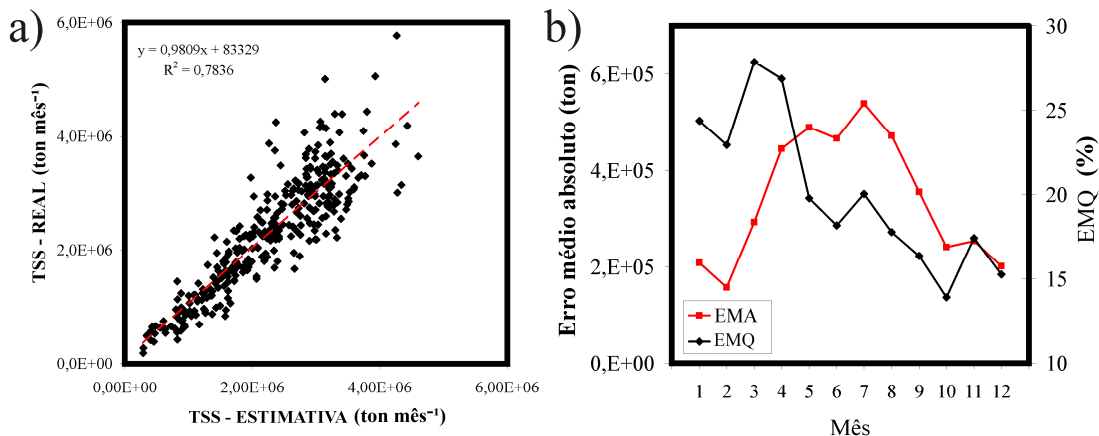 a)
y = 0,9809x + 83329
R² = 0,7836
TSS - REAL (ton mês⁻¹)
6,0E+06
4,0E+06
2,0E+06
0,0E+00
0,00E+00 2,00E+06 4,00E+06 6,00E+06
TSS - ESTIMATIVA (ton mês⁻¹)
b)
Erro médio absoluto (ton)
6,E+05
4,E+05
2,E+05
0,E+00
EMA
EMQ
30
25
20
15
10
EMQ (%)
1 2 3 4 5 6 7 8 9 10 11 12
Mês